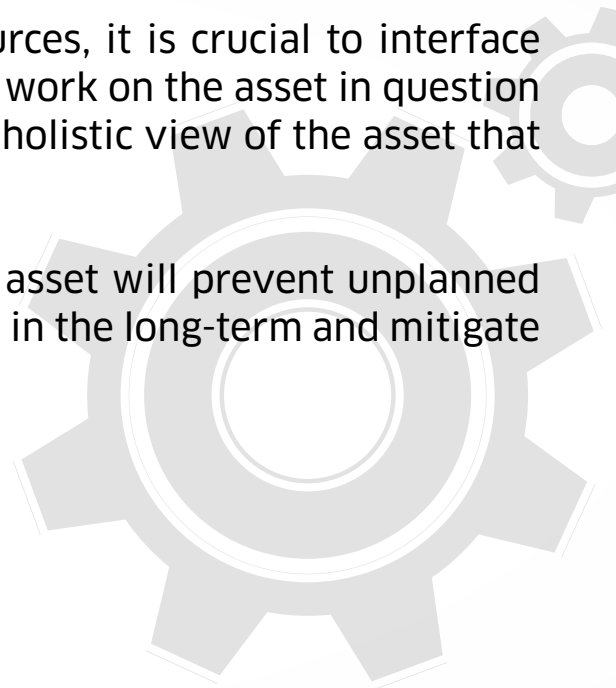 urces, it is crucial to interface
work on the asset in question
holistic view of the asset that
asset will prevent unplanned
in the long-term and mitigate